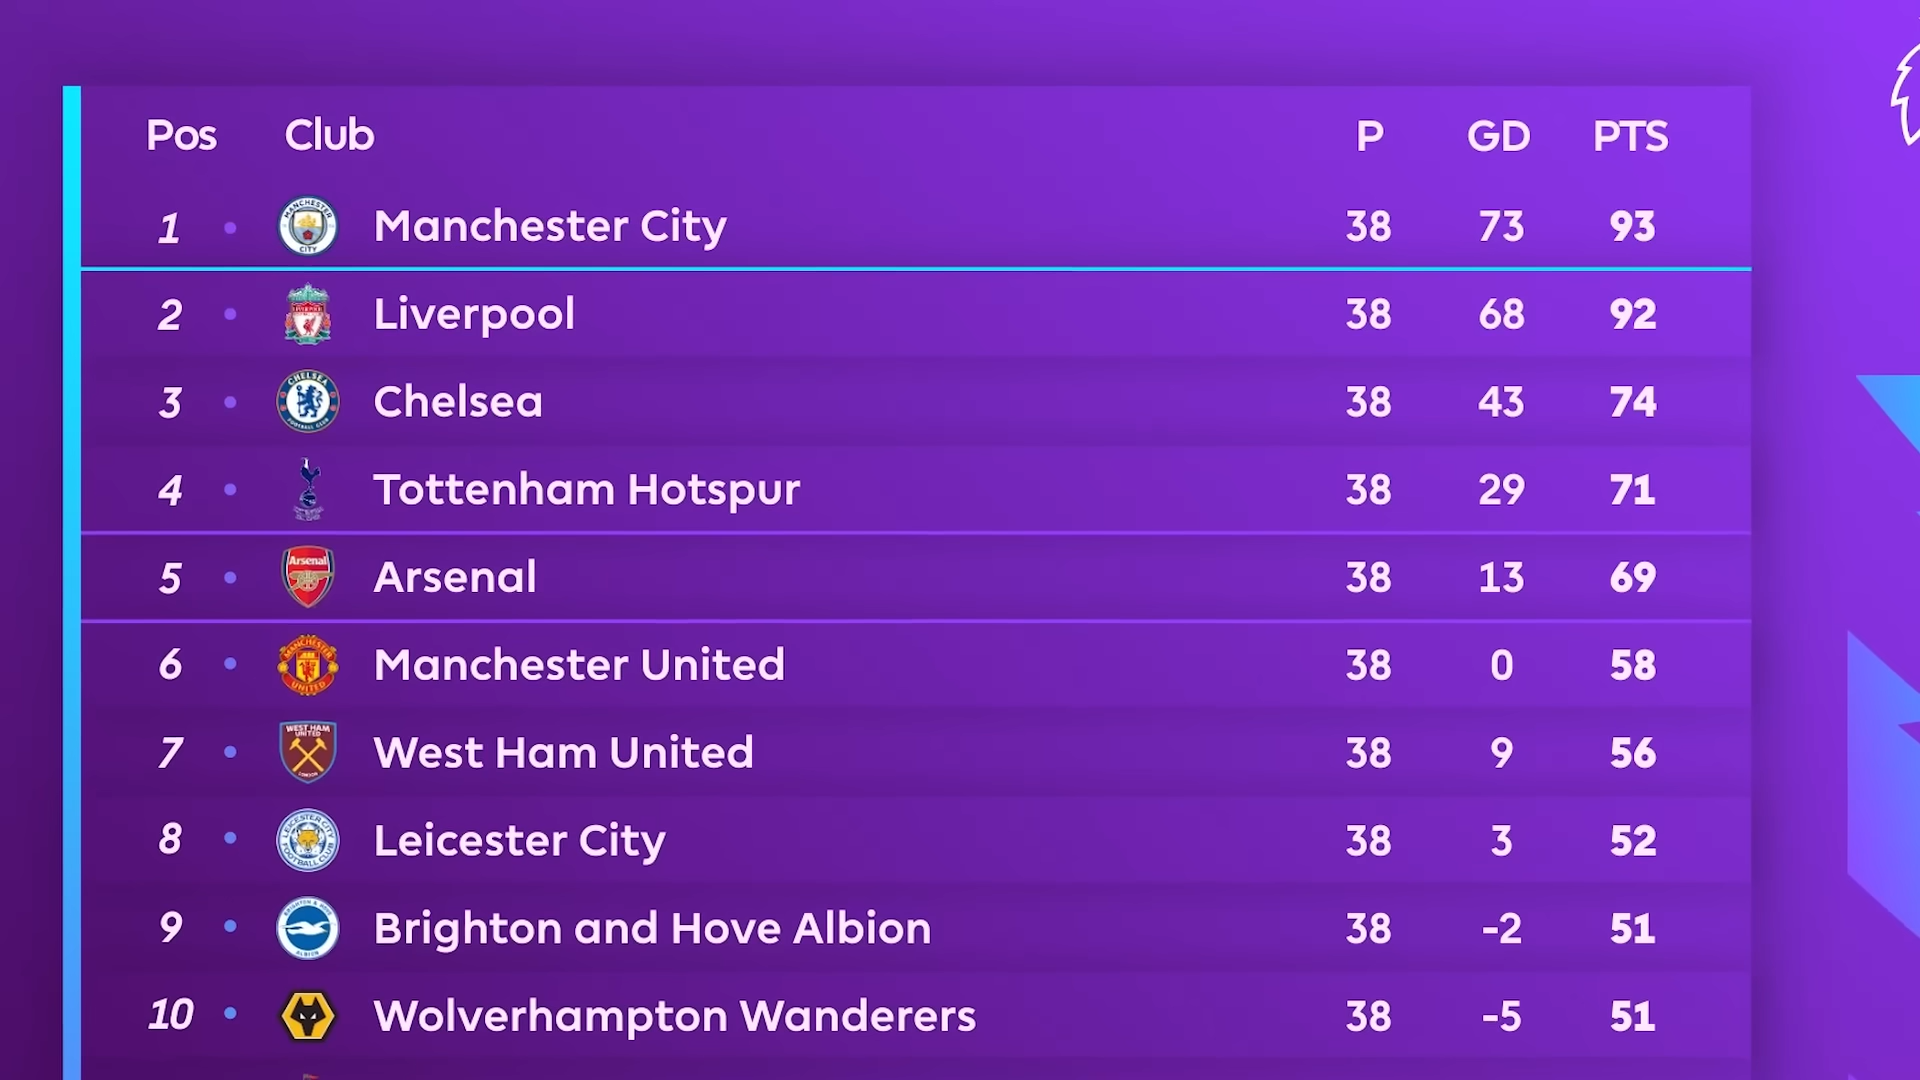 Pos Club P GD PTS
1 Manchester City 38 73 93
2 Liverpool 38 68 92
3 Chelsea 38 43 74
4 Tottenham Hotspur 38 29 71
5 Arsenal 38 13 69
6 Manchester United 38 0 58
7 West Ham United 38 9 56
8 Leicester City 38 3 52
9 Brighton and Hove Albion 38 -2 51
10 Wolverhampton Wanderers 38 -5 51